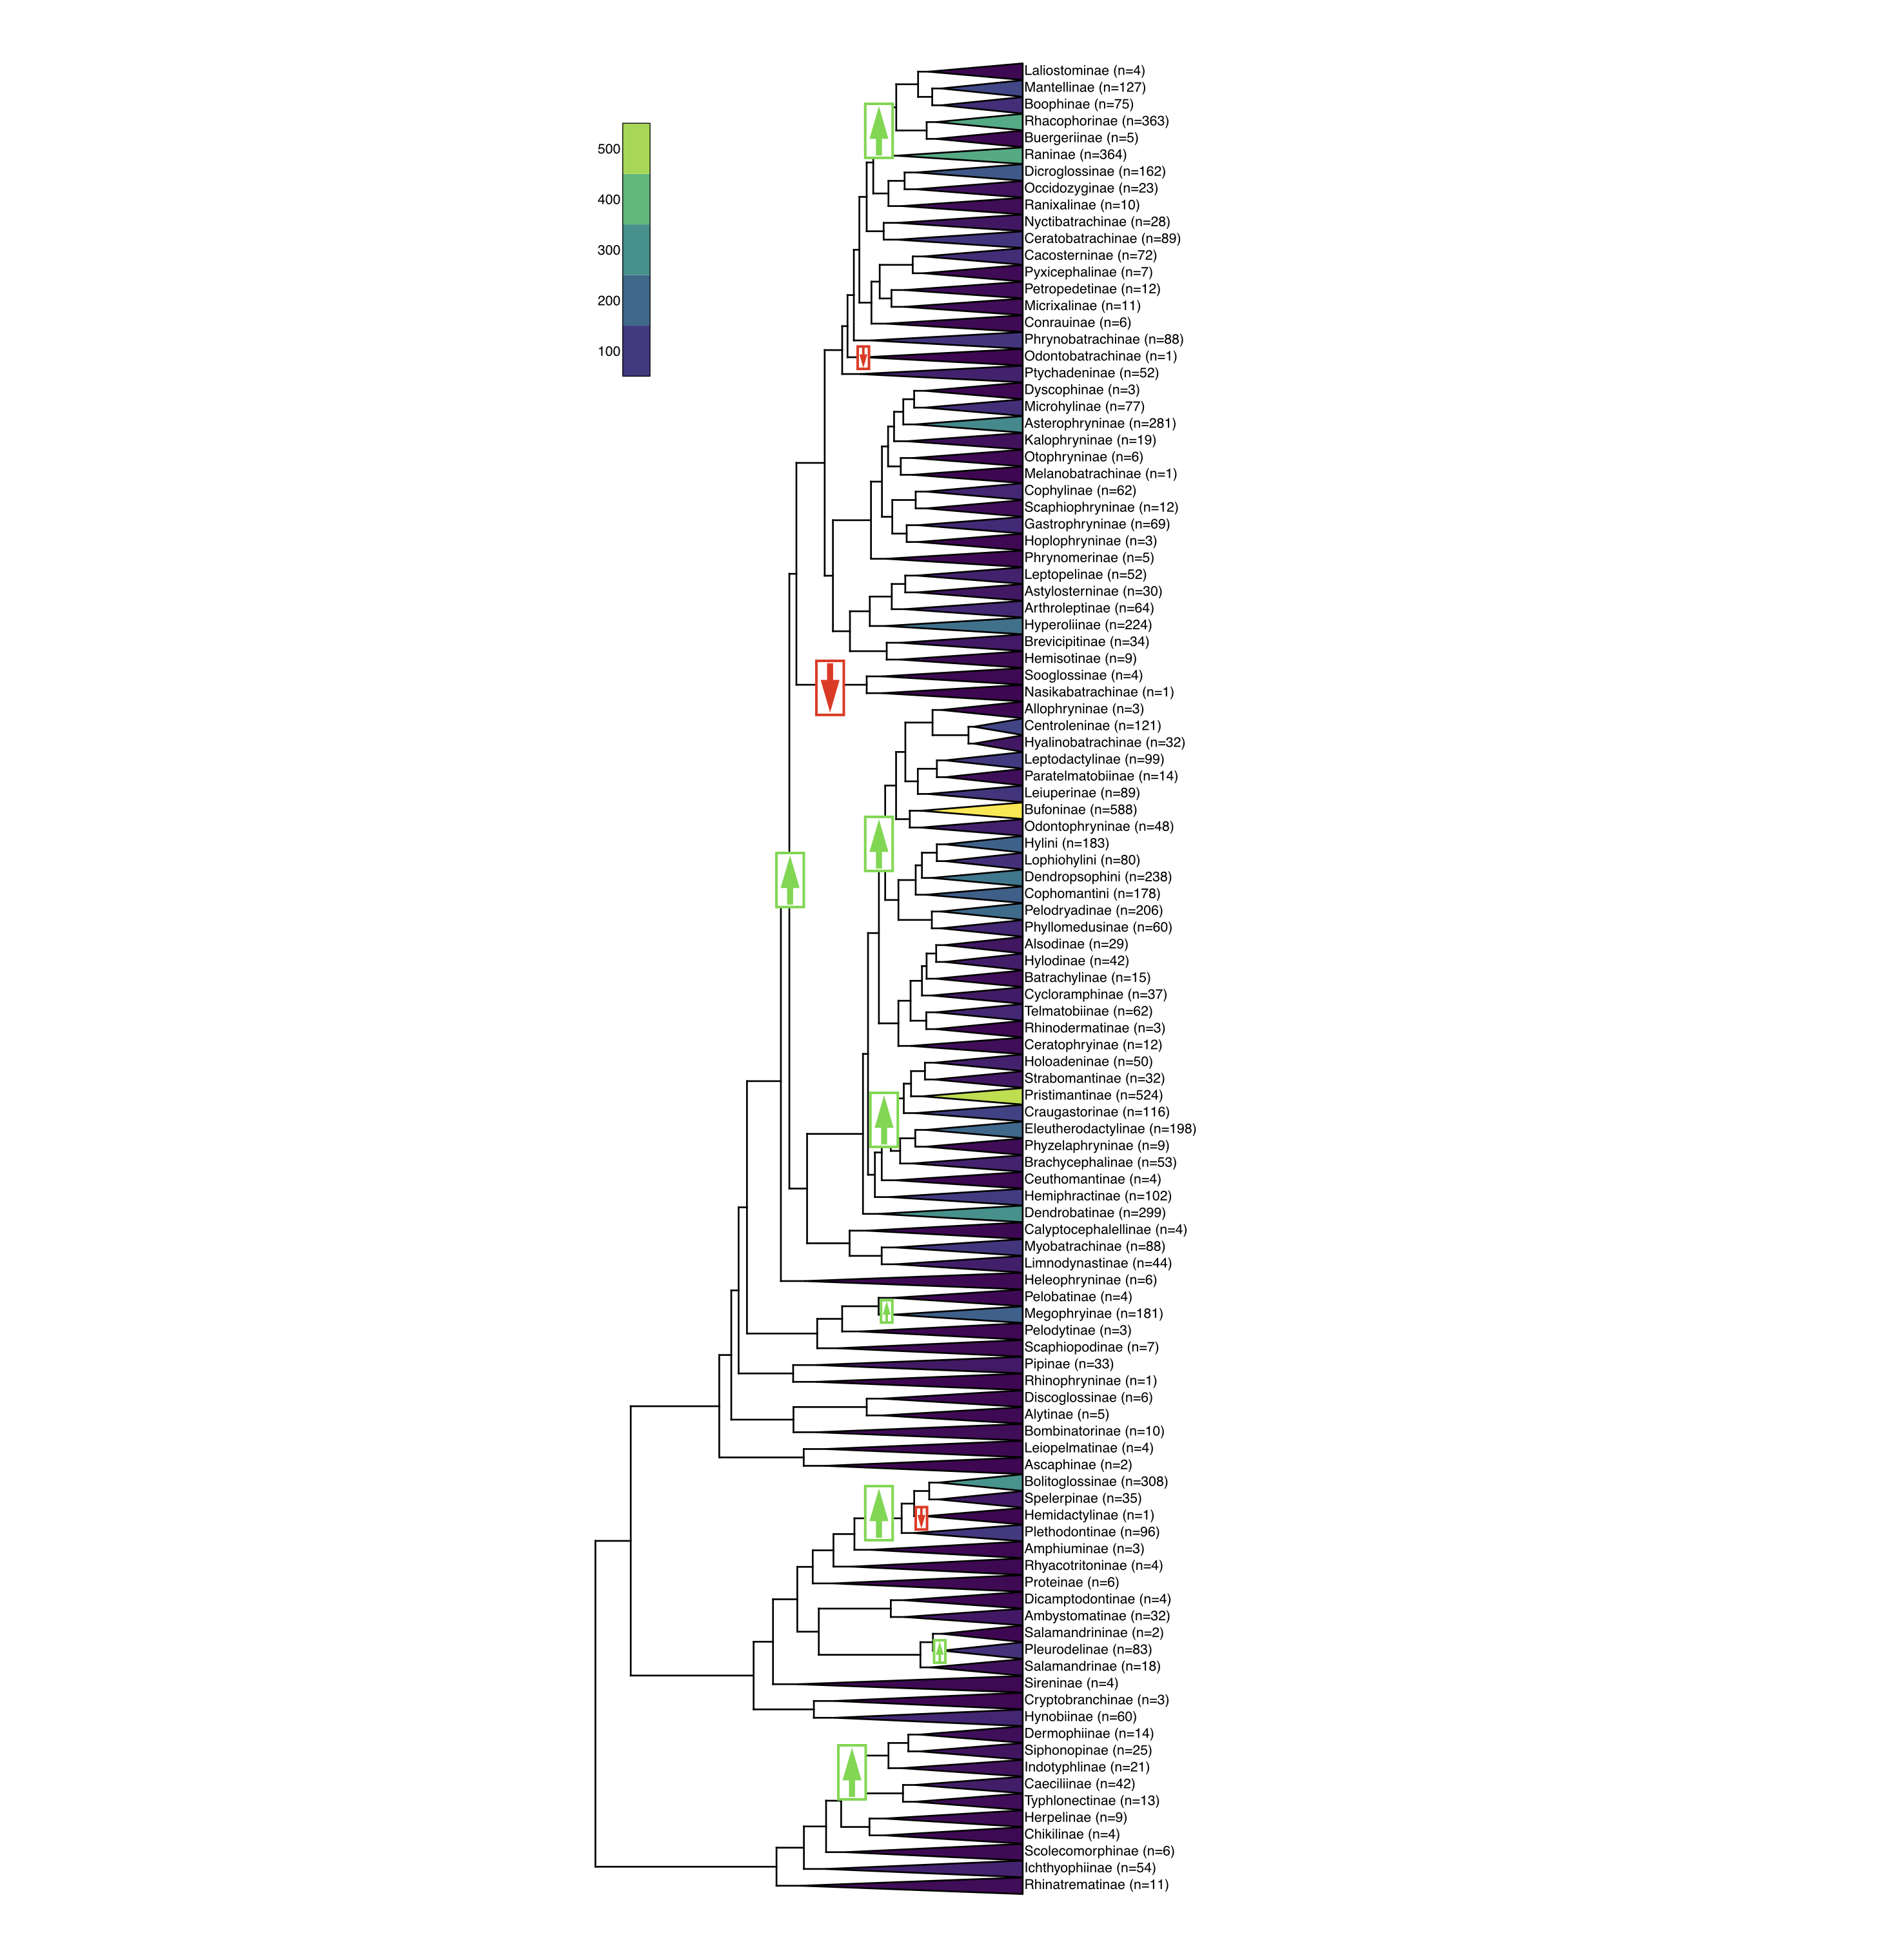 500
400
300
200
100
Laliostominae (n=4)
Mantellinae (n=127)
Boophinae (n=75)
Rhacophorinae (n=363)
Buergeriinae (n=5)
Raninae (n=364)
Dicroglossinae (n=162)
Occidozyginae (n=23)
Ranixalinae (n=10)
Nyctibatrachinae (n=28)
Ceratobatrachinae (n=89)
Cacosterninae (n=72)
Pyxicephalinae (n=7)
Petropedetinae (n=12)
Micrixalinae (n=11)
Conrauinae (n=6)
Phrynobatrachinae (n=88)
Odontobatrachinae (n=1)
Ptychadeninae (n=52)
Dyscophinae (n=3)
Microhylinae (n=77)
Asterophryninae (n=281)
Kalophryninae (n=19)
Otophryninae (n=6)
Melanobatrachinae (n=1)
Cophylinae (n=62)
Scaphiophryninae (n=12)
Gastrophryninae (n=69)
Hoplophryninae (n=3)
Phrynomerinae (n=5)
Leptopelinae (n=52)
Astylosterninae (n=30)
Arthroleptinae (n=64)
Hyperoliinae (n=224)
Brevicipitinae (n=34)
Hemisotinae (n=9)
Sooglossinae (n=4)
Nasikabatrachinae (n=1)
Allophryninae (n=3)
Centroleninae (n=121)
Hyalinobatrachinae (n=32)
Leptodactylinae (n=99)
Paratelmatobiinae (n=14)
Leiuperinae (n=89)
Bufoninae (n=588)
Odontophryninae (n=48)
Hylini (n=183)
Lophiohylini (n=80)
Dendropsophini (n=238)
Cophomantini (n=178)
Pelodryadinae (n=206)
Phyllomedusinae (n=60)
Alsodinae (n=29)
Hylodinae (n=42)
Batrachylinae (n=15)
Cycloramphinae (n=37)
Telmatobiinae (n=62)
Rhinodermatinae (n=3)
Ceratophryinae (n=12)
Holoadeninae (n=50)
Strabomantinae (n=32)
Pristimantinae (n=524)
Craugastorinae (n=116)
Eleutherodactylinae (n=198)
Phyzelaphryninae (n=9)
Brachycephalinae (n=53)
Ceuthomantinae (n=4)
Hemiphractinae (n=102)
Dendrobatinae (n=299)
Calyptocephalellinae (n=4)
Myobatrachinae (n=88)
Limnodynastinae (n=44)
Heleophryninae (n=6)
Pelobatinae (n=4)
Megophryinae (n=181)
Pelodytinae (n=3)
Scaphiopodinae (n=7)
Pipinae (n=33)
Rhinophryninae (n=1)
Discoglossinae (n=6)
Alytinae (n=5)
Bombinatorinae (n=10)
Leiopelmatinae (n=4)
Ascaphinae (n=2)
Bolitoglossinae (n=308)
Spelerpinae (n=35)
Hemidactylinae (n=1)
Plethodontinae (n=96)
Amphiuminae (n=3)
Rhyacotritoninae (n=4)
Proteinae (n=6)
Dicamptodontinae (n=4)
Ambystomatinae (n=32)
Salamandrininae (n=2)
Pleurodelinae (n=83)
Salamandrinae (n=18)
Sireninae (n=4)
Cryptobranchinae (n=3)
Hynobiinae (n=60)
Dermophiinae (n=14)
Siphonopinae (n=25)
Indotyphlinae (n=21)
Caeciliinae (n=42)
Typhlonectinae (n=13)
Herpelinae (n=9)
Chikilinae (n=4)
Scolecomorphinae (n=6)
Ichthyophiinae (n=54)
Rhinatrematinae (n=11)